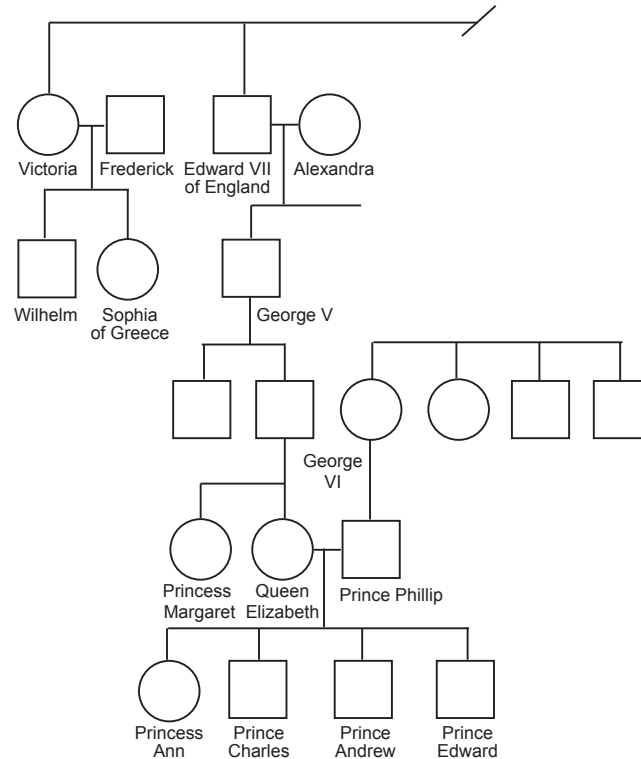 Victoria
Frederick
Edward VII
of England
Alexandra
Wilhelm
Sophia
of Greece
George V
George
VI
Princess
Margaret
Queen
Elizabeth
Prince Phillip
Princess
Ann
Prince
Charles
Prince
Andrew
Prince
Edward